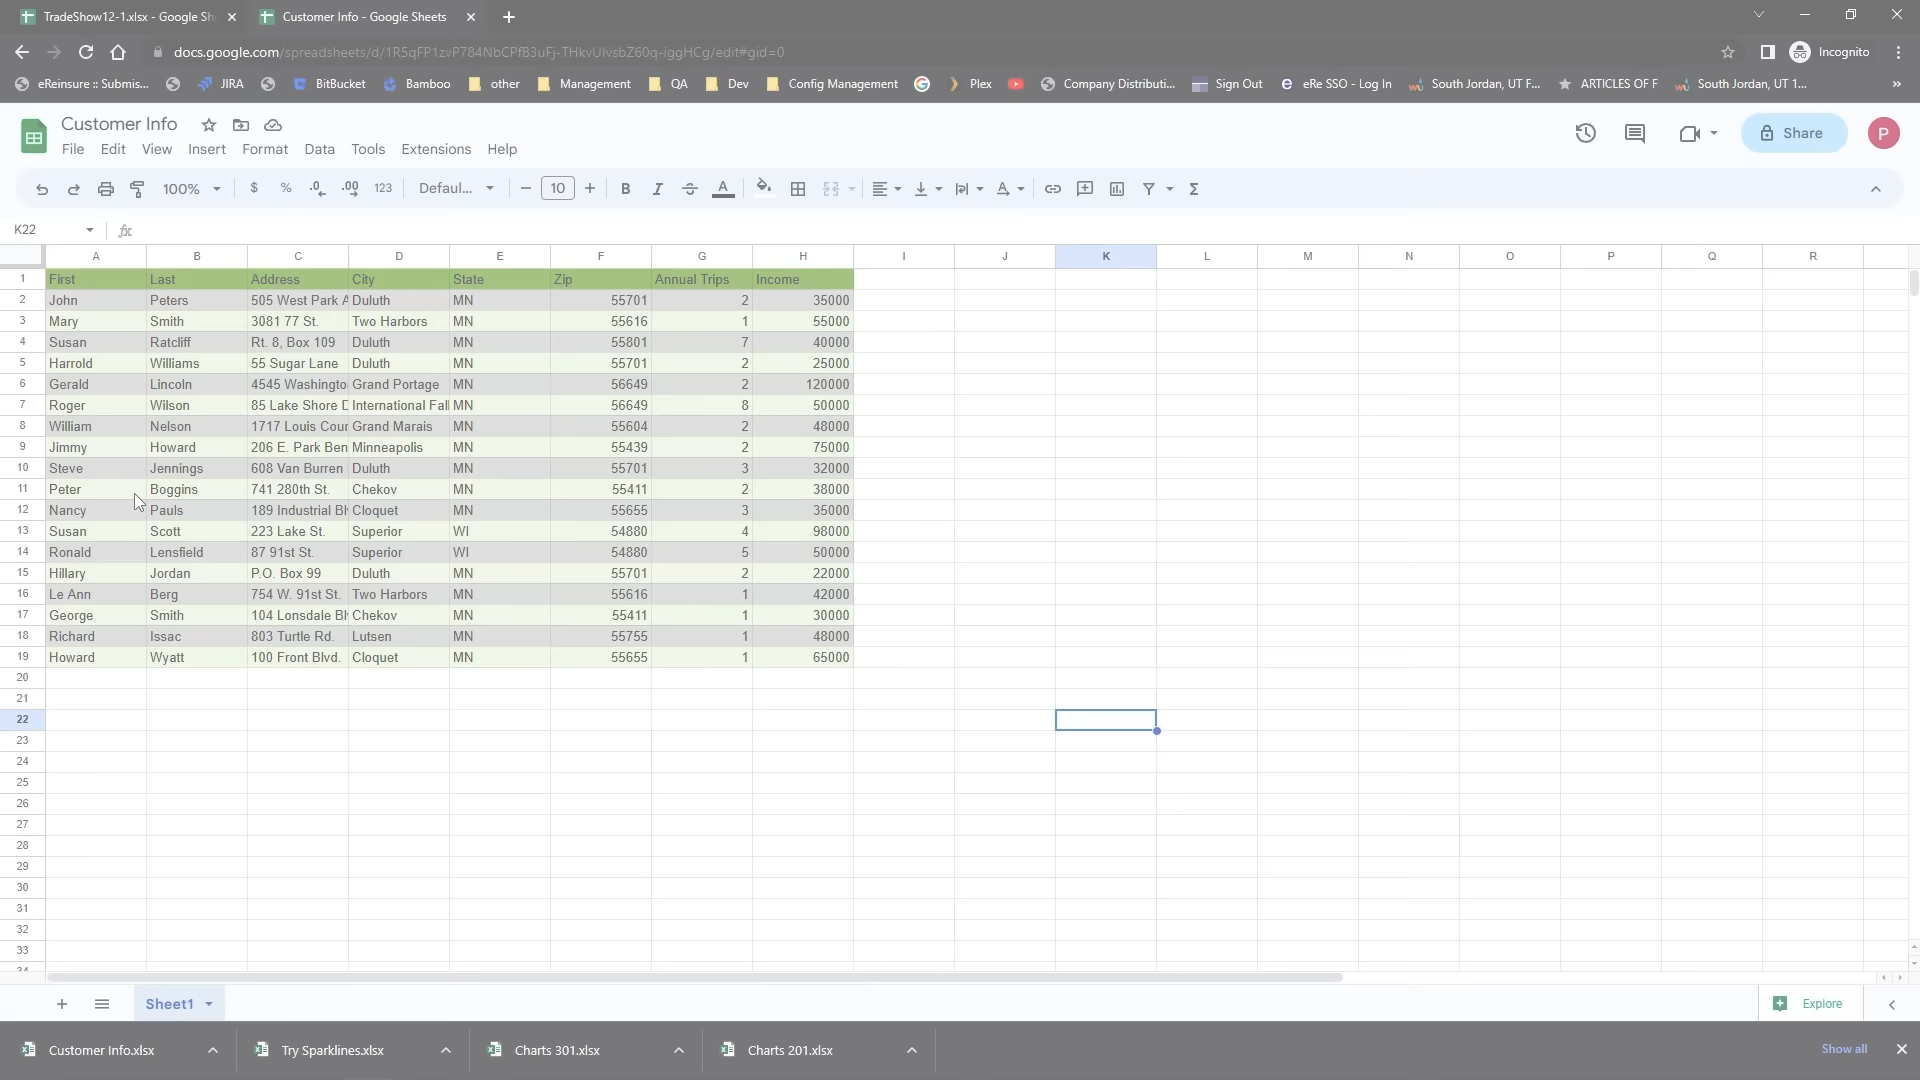 TradeShow12-1.xlsx - Google Sh
Customer Info - Google Sheets
docs.google.com/spreadsheets/d/1R5qFP1zvP784NbCPfB3uFj-THkvUIvsbZ60q-iggHCg/edit#gid=0
Incognito
eReinsure :: Submis... JIRA BitBucket Bamboo other Management QA Dev Config Management Plex Company Distributi... Sign Out eRe SSO - Log In South Jordan, UT F... ARTICLES OF F South Jordan, UT 1... »
Customer Info
Share
P
File Edit View Insert Format Data Tools Extensions Help
100% $ % .0 .00 123 Defaul... 10 B I A Σ
K22 fx
A B C D E F G H I J K L M N O P Q R
1 First Last Address City State Zip Annual Trips Income
2 John Peters 505 West Park A Duluth MN 55701 2 35000
3 Mary Smith 3081 77 St. Two Harbors MN 55616 1 55000
4 Susan Ratcliff Rt. 8, Box 109 Duluth MN 55801 7 40000
5 Harrold Williams 55 Sugar Lane Duluth MN 55701 2 25000
6 Gerald Lincoln 4545 Washingto Grand Portage MN 56649 2 120000
7 Roger Wilson 85 Lake Shore D International Fall MN 56649 8 50000
8 William Nelson 1717 Louis Cour Grand Marais MN 55604 2 48000
9 Jimmy Howard 206 E. Park Ben Minneapolis MN 55439 2 75000
10 Steve Jennings 608 Van Burren Duluth MN 55701 3 32000
11 Peter Boggins 741 280th St. Chekov MN 55411 2 38000
12 Nancy Pauls 189 Industrial Bl Cloquet MN 55655 3 35000
13 Susan Scott 223 Lake St. Superior WI 54880 4 98000
14 Ronald Lensfield 87 91st St. Superior WI 54880 5 50000
15 Hillary Jordan P.O. Box 99 Duluth MN 55701 2 22000
16 Le Ann Berg 754 W. 91st St. Two Harbors MN 55616 1 42000
17 George Smith 104 Lonsdale Bl Chekov MN 55411 1 30000
18 Richard Issac 803 Turtle Rd. Lutsen MN 55755 1 48000
19 Howard Wyatt 100 Front Blvd. Cloquet MN 55655 1 65000
20
21
22
23
24
25
26
27
28
29
30
31
32
33
34
Sheet1
Explore
Customer Info.xlsx Try Sparklines.xlsx Charts 301.xlsx Charts 201.xlsx Show all